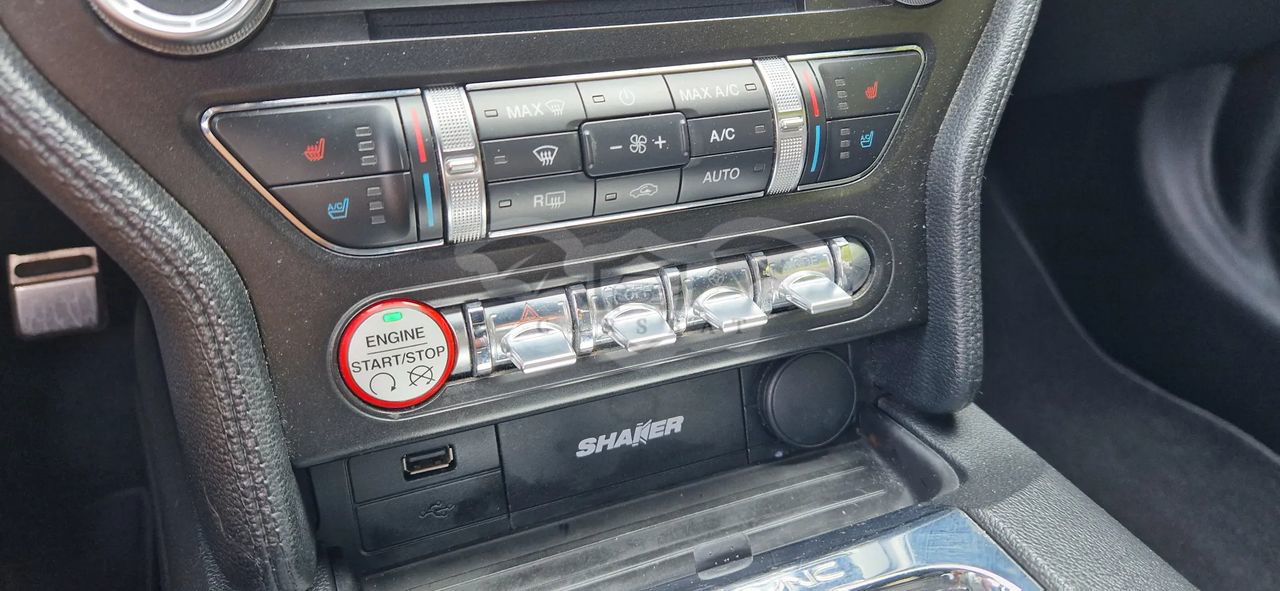 MAX
MAX A/C
A/C
R
AUTO
A/C
A/C
ENGINE
START/STOP
SHAKER